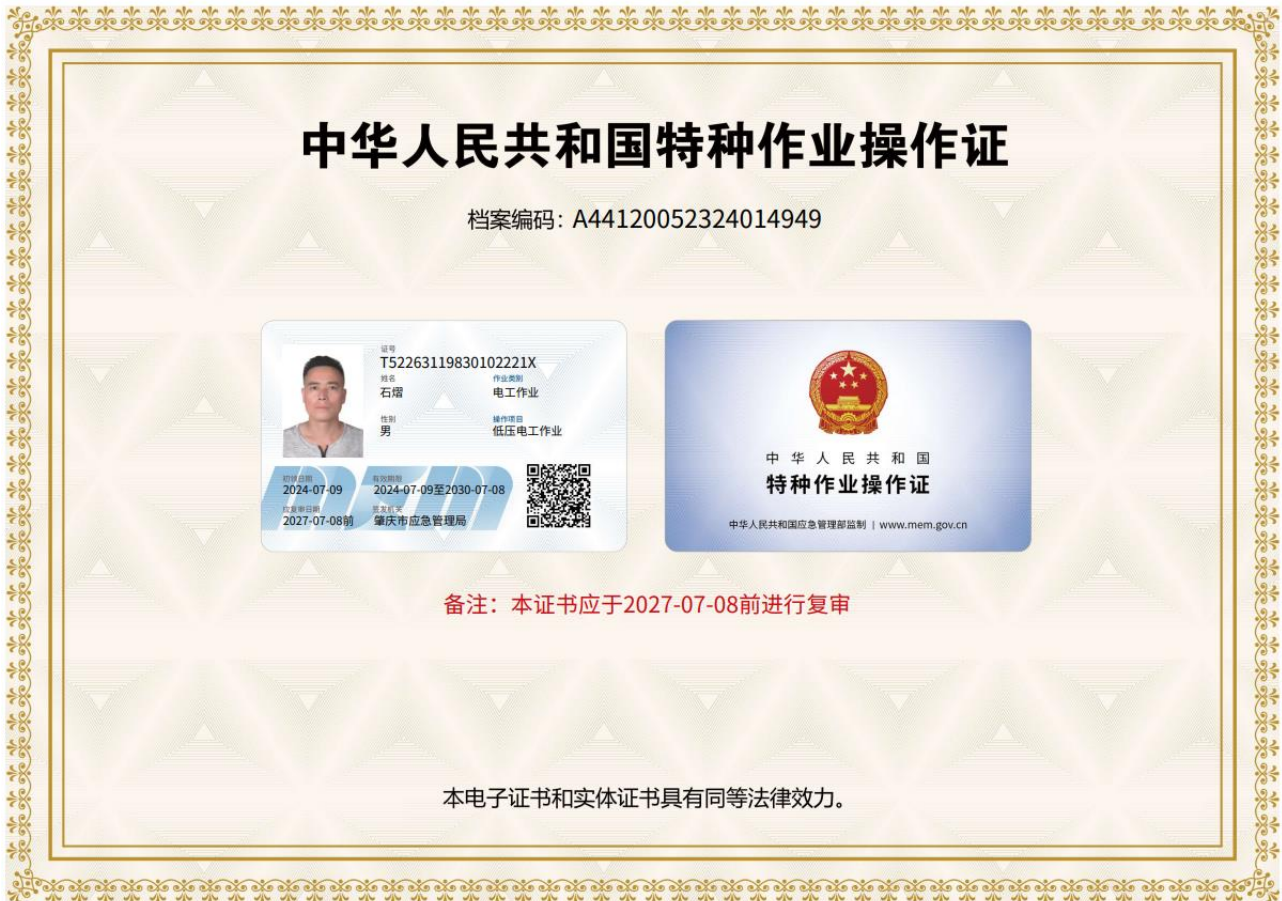 中华人民共和国特种作业操作证
档案编码：A44120052324014949
证号
T52263119830102221X
姓名 作业类别
石熠 电工作业
性别 操作项目
男 低压电工作业
初领日期 有效期限
2024-07-09 2024-07-09至2030-07-08
应复审日期 签发机关
2027-07-08前 肇庆市应急管理局
中华人民共和国
特种作业操作证
中华人民共和国应急管理部监制 | www.mem.gov.cn
备注：本证书应于2027-07-08前进行复审
本电子证书和实体证书具有同等法律效力。